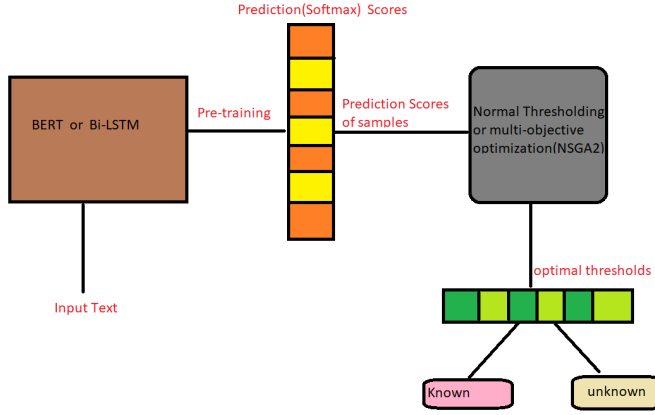 Prediction(Softmax) Scores
BERT or Bi-LSTM
Pre-training
Prediction Scores
of samples
Normal Thresholding
or multi-objective
optimization(NSGA2)
Input Text
optimal thresholds
Known
unknown